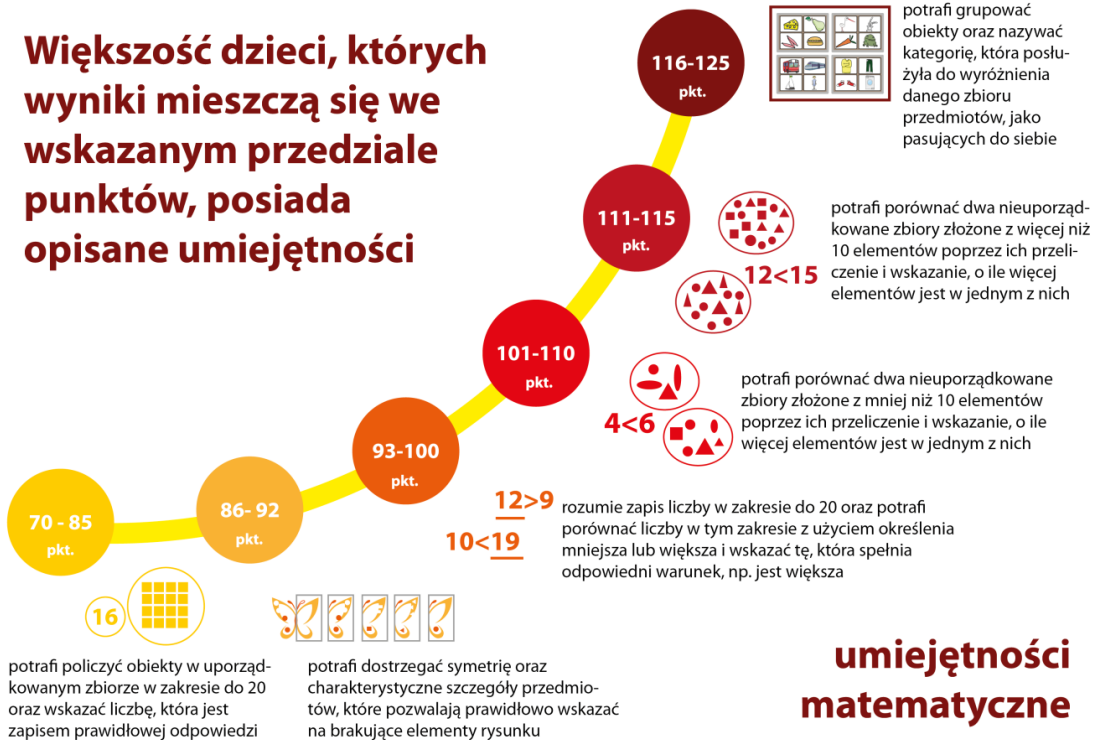 Większość dzieci, których
wyniki mieszczą się we
wskazanym przedziale
punktów, posiada
opisane umiejętności
116-125
pkt.
potrafi grupować
obiekty oraz nazywać
kategorię, która posłu-
żyła do wyróżnienia
danego zbioru
przedmiotów, jako
pasujących do siebie
111-115
pkt.
12<15
potrafi porównać dwa nieuporząd-
kowane zbiory złożone z więcej niż
10 elementów poprzez ich przeli-
czenie i wskazanie, o ile więcej
elementów jest w jednym z nich
101-110
pkt.
4<6
potrafi porównać dwa nieuporządkowane
zbiory złożone z mniej niż 10 elementów
poprzez ich przeliczenie i wskazanie, o ile
więcej elementów jest w jednym z nich
93-100
pkt.
12>9
10<19
rozumie zapis liczby w zakresie do 20 oraz potrafi
porównać liczby w tym zakresie z użyciem określenia
mniejsza lub większa i wskazać tę, która spełnia
odpowiedni warunek, np. jest większa
86- 92
pkt.
70 - 85
pkt.
16
potrafi policzyć obiekty w uporząd-
kowanym zbiorze w zakresie do 20
oraz wskazać liczbę, która jest
zapisem prawidłowej odpowiedzi
potrafi dostrzegać symetrię oraz
charakterystyczne szczegóły przedmio-
tów, które pozwalają prawidłowo wskazać
na brakujące elementy rysunku
umiejętności
matematyczne